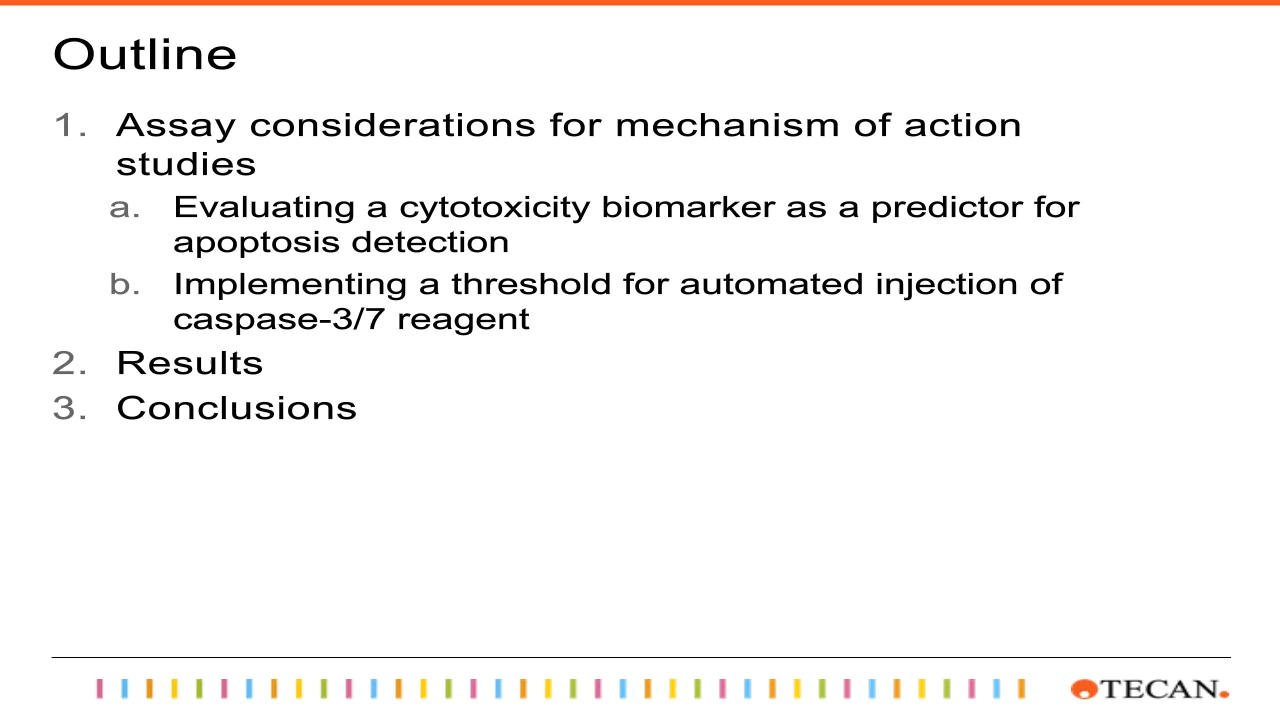 Outline
1. Assay considerations for mechanism of action
studies
a. Evaluating a cytotoxicity biomarker as a predictor for
apoptosis detection
b. Implementing a threshold for automated injection of
caspase-3/7 reagent
2. Results
3. Conclusions
TECAN.